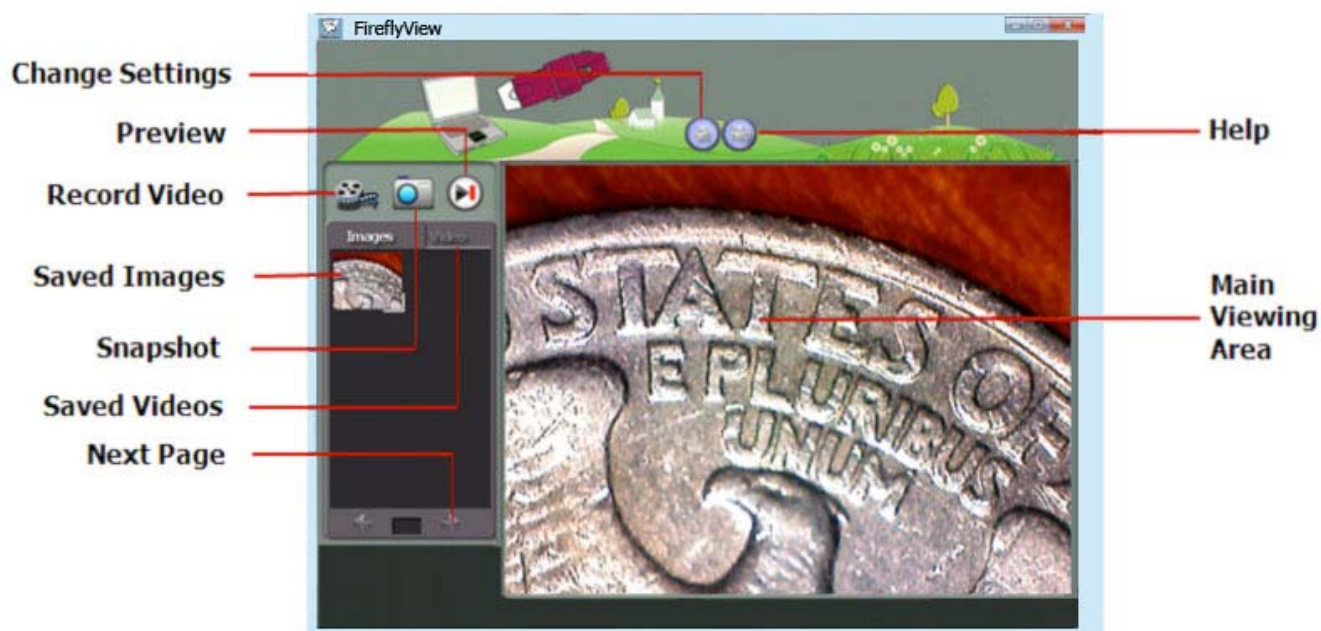 FireflyView
Change Settings
Preview
Help
Record Video
Images
Videos
Saved Images
Main
Viewing
Area
Snapshot
Saved Videos
Next Page
STATES OF
E PLURIBUS
UNUM